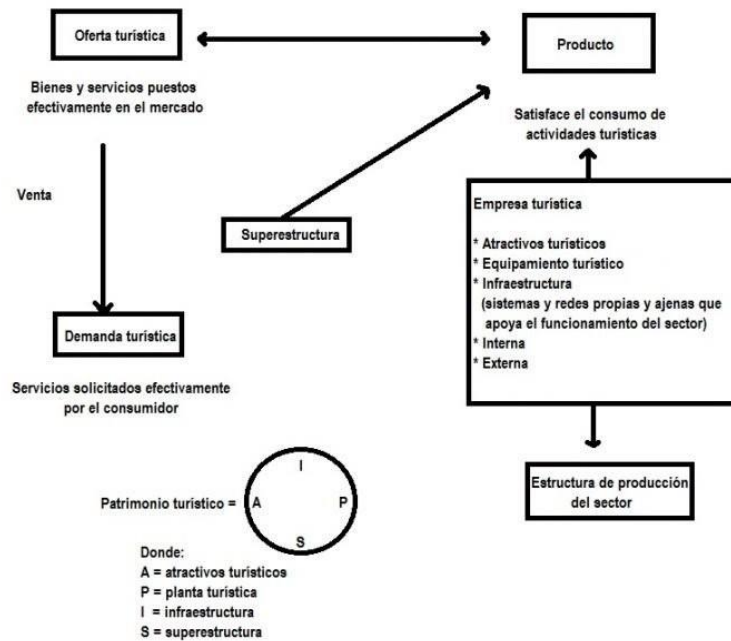 Oferta turística
Bienes y servicios puestos
efectivamente en el mercado
Venta
Demanda turística
Servicios solicitados efectivamente
por el consumidor
Superestructura
Producto
Satisface el consumo de
actividades turisticas
Empresa turística
* Atractivos turísticos
* Equipamiento turístico
* Infraestructura
(sistemas y redes propias y ajenas que
apoya el funcionamiento del sector)
* Interna
* Externa
Estructura de producción
del sector
Patrimonio turístico =
I
A
P
S
Donde:
A = atractivos turísticos
P = planta turística
I = infraestructura
S = superestructura